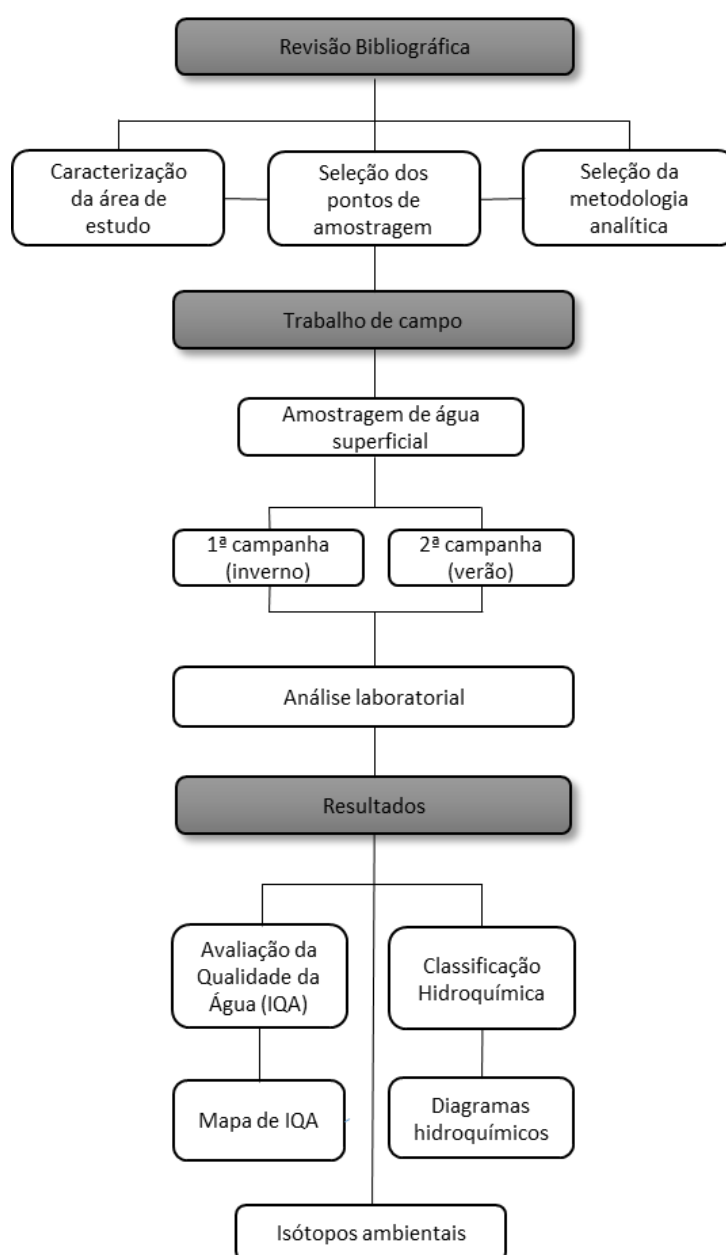 Revisão Bibliográfica
Caracterização
da área de
estudo
Seleção dos
pontos de
amostragem
Seleção da
metodologia
analítica
Trabalho de campo
Amostragem de água
superficial
1ª campanha
(inverno)
2ª campanha
(verão)
Análise laboratorial
Resultados
Avaliação da
Qualidade da
Água (IQA)
Classificação
Hidroquímica
Mapa de IQA
Diagramas
hidroquímicos
Isótopos ambientais